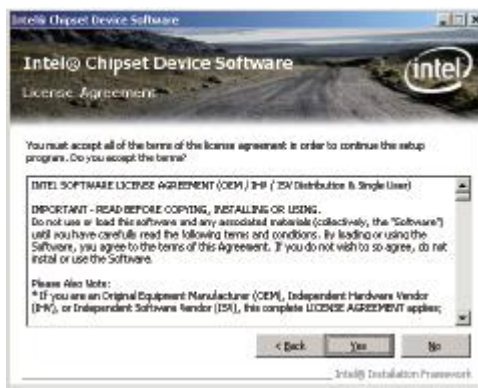 Intel® Chipset Device Software
Intel® Chipset Device Software
License Agreement
intel
You must accept all of the terms of the license agreement in order to continue the setup
program. Do you accept the terms?
INTEL SOFTWARE LICENSE AGREEMENT (OEM / IHV / ISV Distribution & Single User)
IMPORTANT - READ BEFORE COPYING, INSTALLING OR USING.
Do not use or load this software and any associated materials (collectively, the "Software")
until you have carefully read the following terms and conditions. By loading or using the
Software, you agree to the terms of this Agreement. If you do not wish to so agree, do not
install or use the Software.
Please Also Note:
* If you are an Original Equipment Manufacturer (OEM), Independent Hardware Vendor
(IHV), or Independent Software Vendor (ISV), this complete LICENSE AGREEMENT applies;
< Back
Yes
No
Intel® Installation Framework